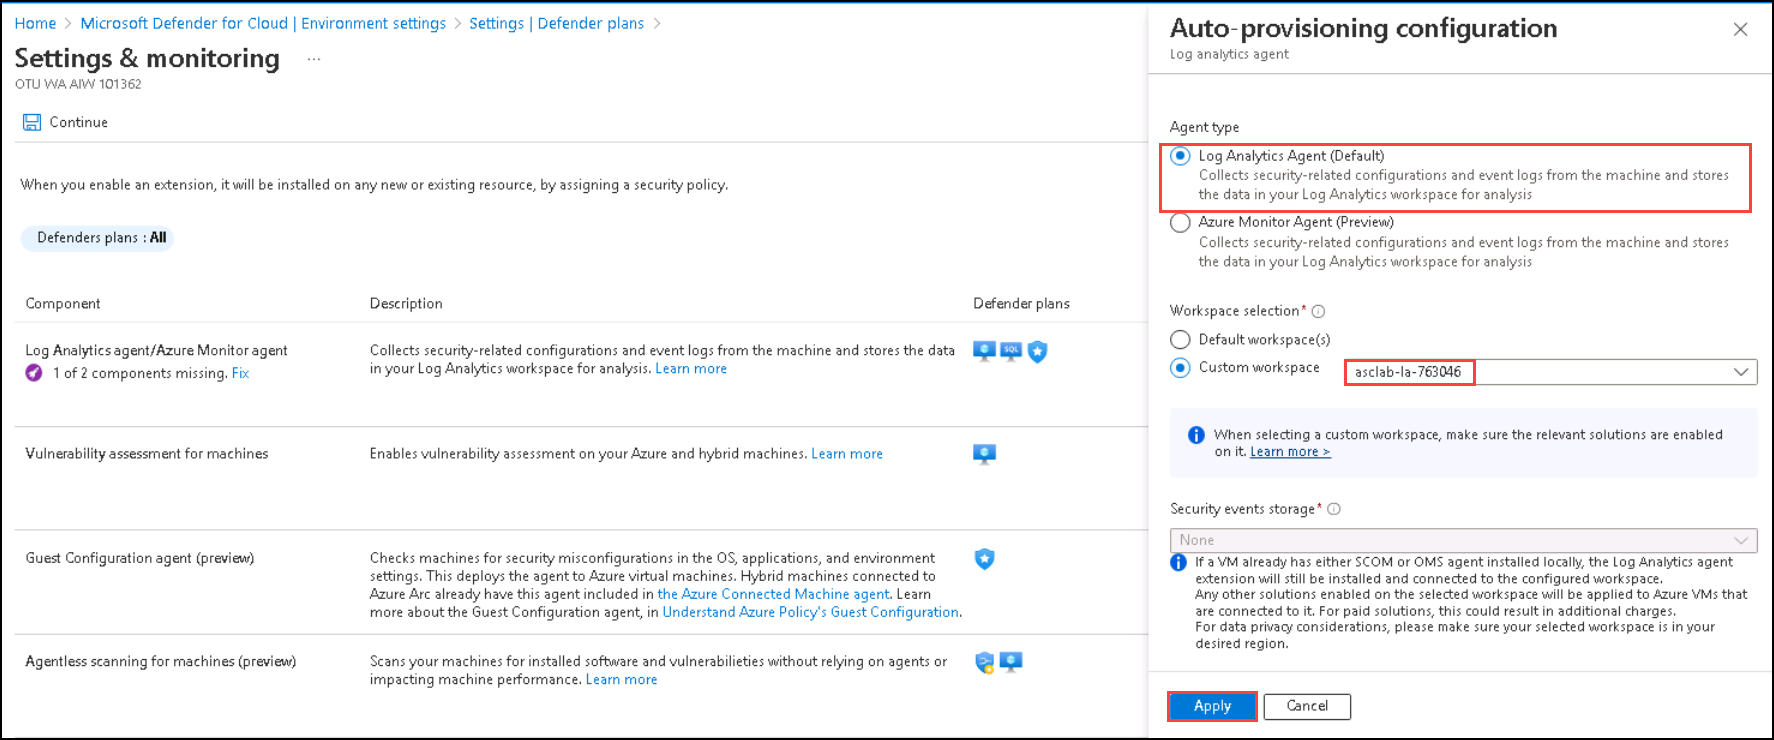 Home > Microsoft Defender for Cloud | Environment settings > Settings | Defender plans >
Settings & monitoring ...
OTU WA AIW 101362
Continue
When you enable an extension, it will be installed on any new or existing resource, by assigning a security policy.
Defenders plans : All
Component Description Defender plans
Log Analytics agent/Azure Monitor agent
1 of 2 components missing. Fix
Collects security-related configurations and event logs from the machine and stores the data
in your Log Analytics workspace for analysis. Learn more
SQL
Vulnerability assessment for machines
Enables vulnerability assessment on your Azure and hybrid machines. Learn more
Guest Configuration agent (preview)
Checks machines for security misconfigurations in the OS, applications, and environment
settings. This deploys the agent to Azure virtual machines. Hybrid machines connected to
Azure Arc already have this agent included in the Azure Connected Machine agent. Learn
more about the Guest Configuration agent, in Understand Azure Policy's Guest Configuration.
Agentless scanning for machines (preview)
Scans your machines for installed software and vulnerabilieties without relying on agents or
impacting machine performance. Learn more
Auto-provisioning configuration
Log analytics agent
Agent type
Log Analytics Agent (Default)
Collects security-related configurations and event logs from the machine and stores
the data in your Log Analytics workspace for analysis
Azure Monitor Agent (Preview)
Collects security-related configurations and event logs from the machine and stores
the data in your Log Analytics workspace for analysis
Workspace selection *
Default workspace(s)
Custom workspace
asclab-la-763046
When selecting a custom workspace, make sure the relevant solutions are enabled
on it. Learn more >
Security events storage *
None
If a VM already has either SCOM or OMS agent installed locally, the Log Analytics agent
extension will still be installed and connected to the configured workspace.
Any other solutions enabled on the selected workspace will be applied to Azure VMs that
are connected to it. For paid solutions, this could result in additional charges.
For data privacy considerations, please make sure your selected workspace is in your
desired region.
Apply
Cancel